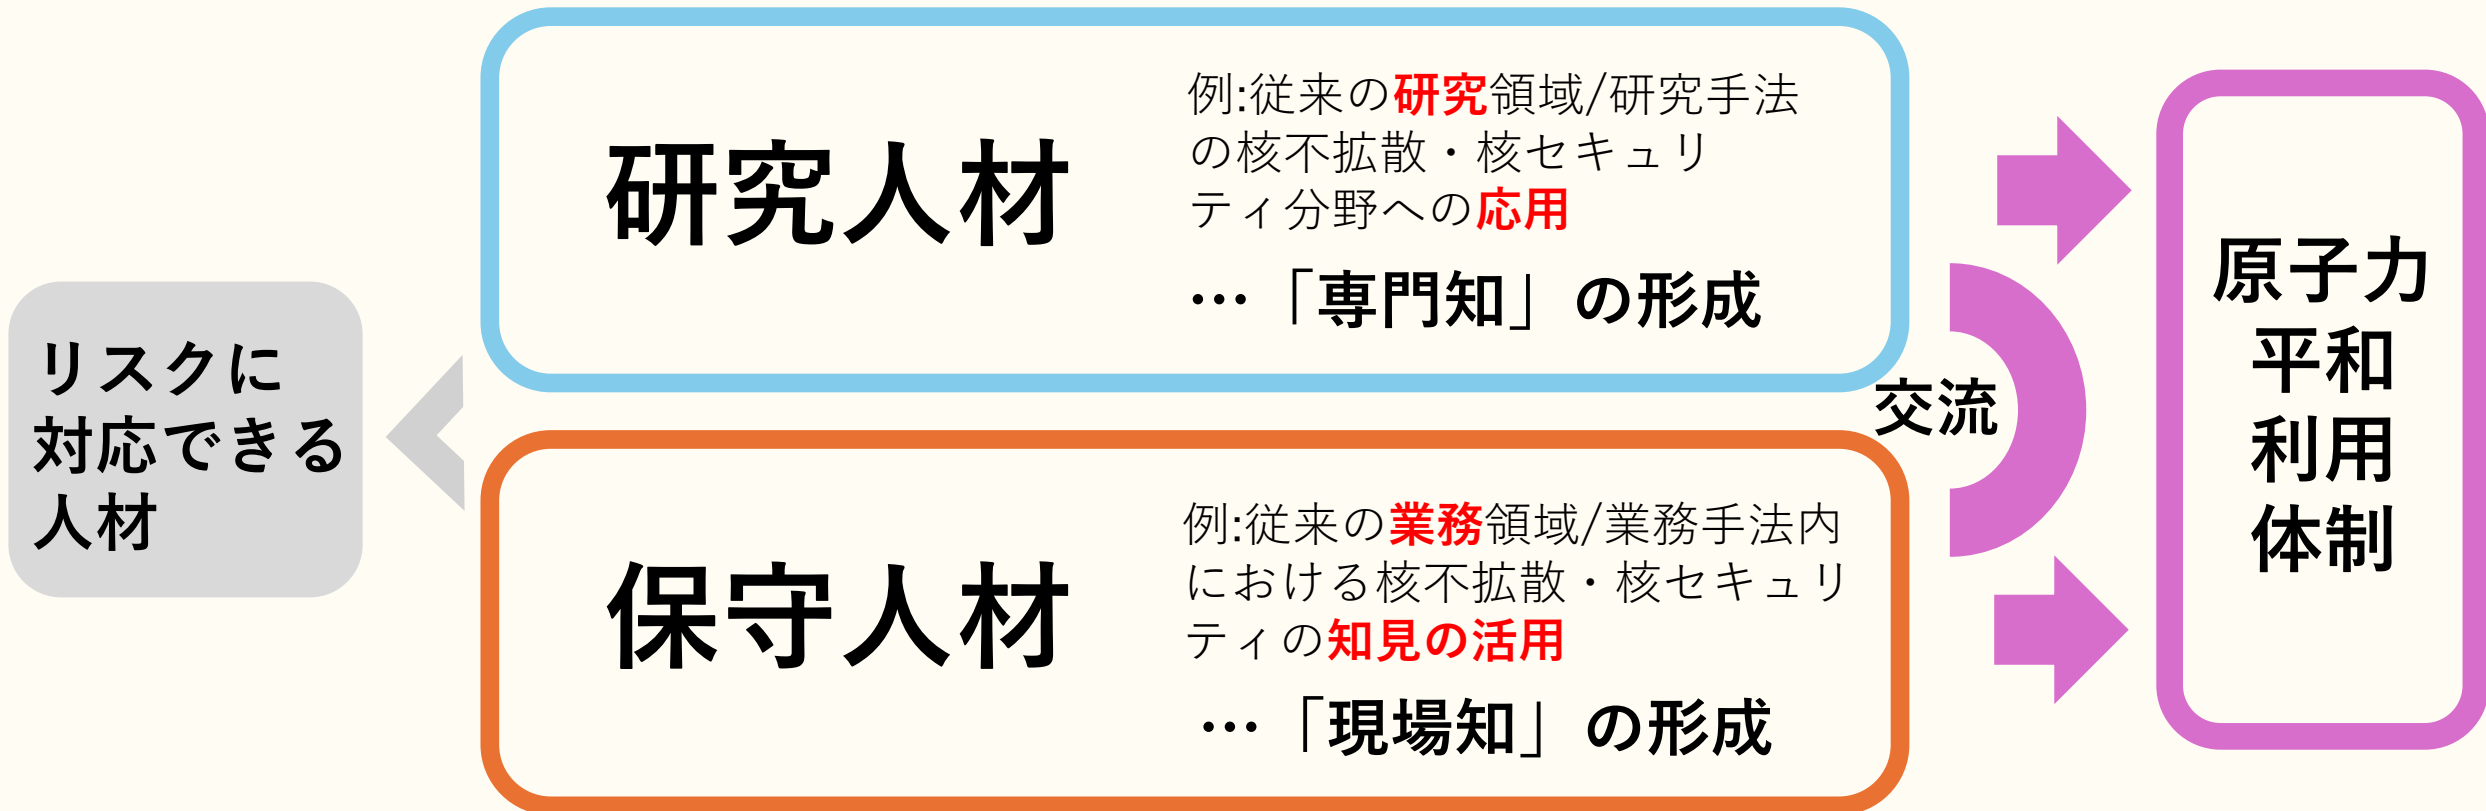 リスクに
対応できる
人材
研究人材
例:従来の研究領域/研究手法
の核不拡散・核セキュリ
ティ分野への応用
…「専門知」の形成
保守人材
例:従来の業務領域/業務手法内
における核不拡散・核セキュリ
ティの知見の活用
…「現場知」の形成
交流
原子力
平和
利用
体制